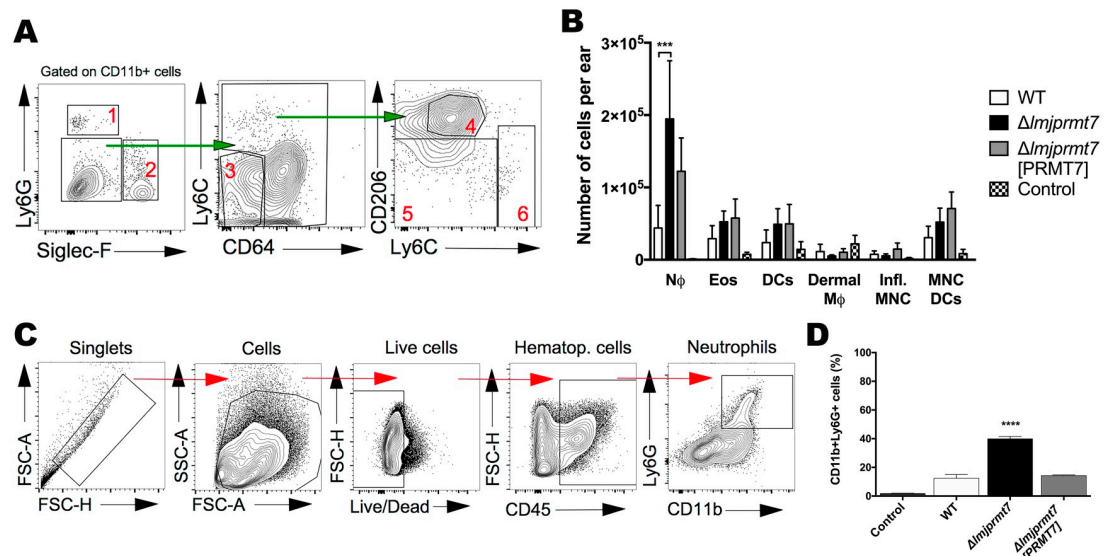 A
Gated on CD11b+ cells
Ly6G
1
2
Siglec-F
Ly6C
3
CD64
CD206
4
5
6
Ly6C
B
Number of cells per ear
3×10⁵
2×10⁵
1×10⁵
0
***
Nϕ
Eos
DCs
Dermal
Mϕ
Infl.
MNC
MNC
DCs
WT
Δlmjprmt7
Δlmjprmt7
[PRMT7]
Control
C
Singlets
FSC-A
FSC-H
Cells
SSC-A
FSC-A
Live cells
FSC-H
Live/Dead
Hematop. cells
FSC-H
CD45
Neutrophils
Ly6G
CD11b
D
CD11b+Ly6G+ cells (%)
100
80
60
40
20
0
****
Control
WT
Δlmjprmt7
Δlmjprmt7
[PRMT7]